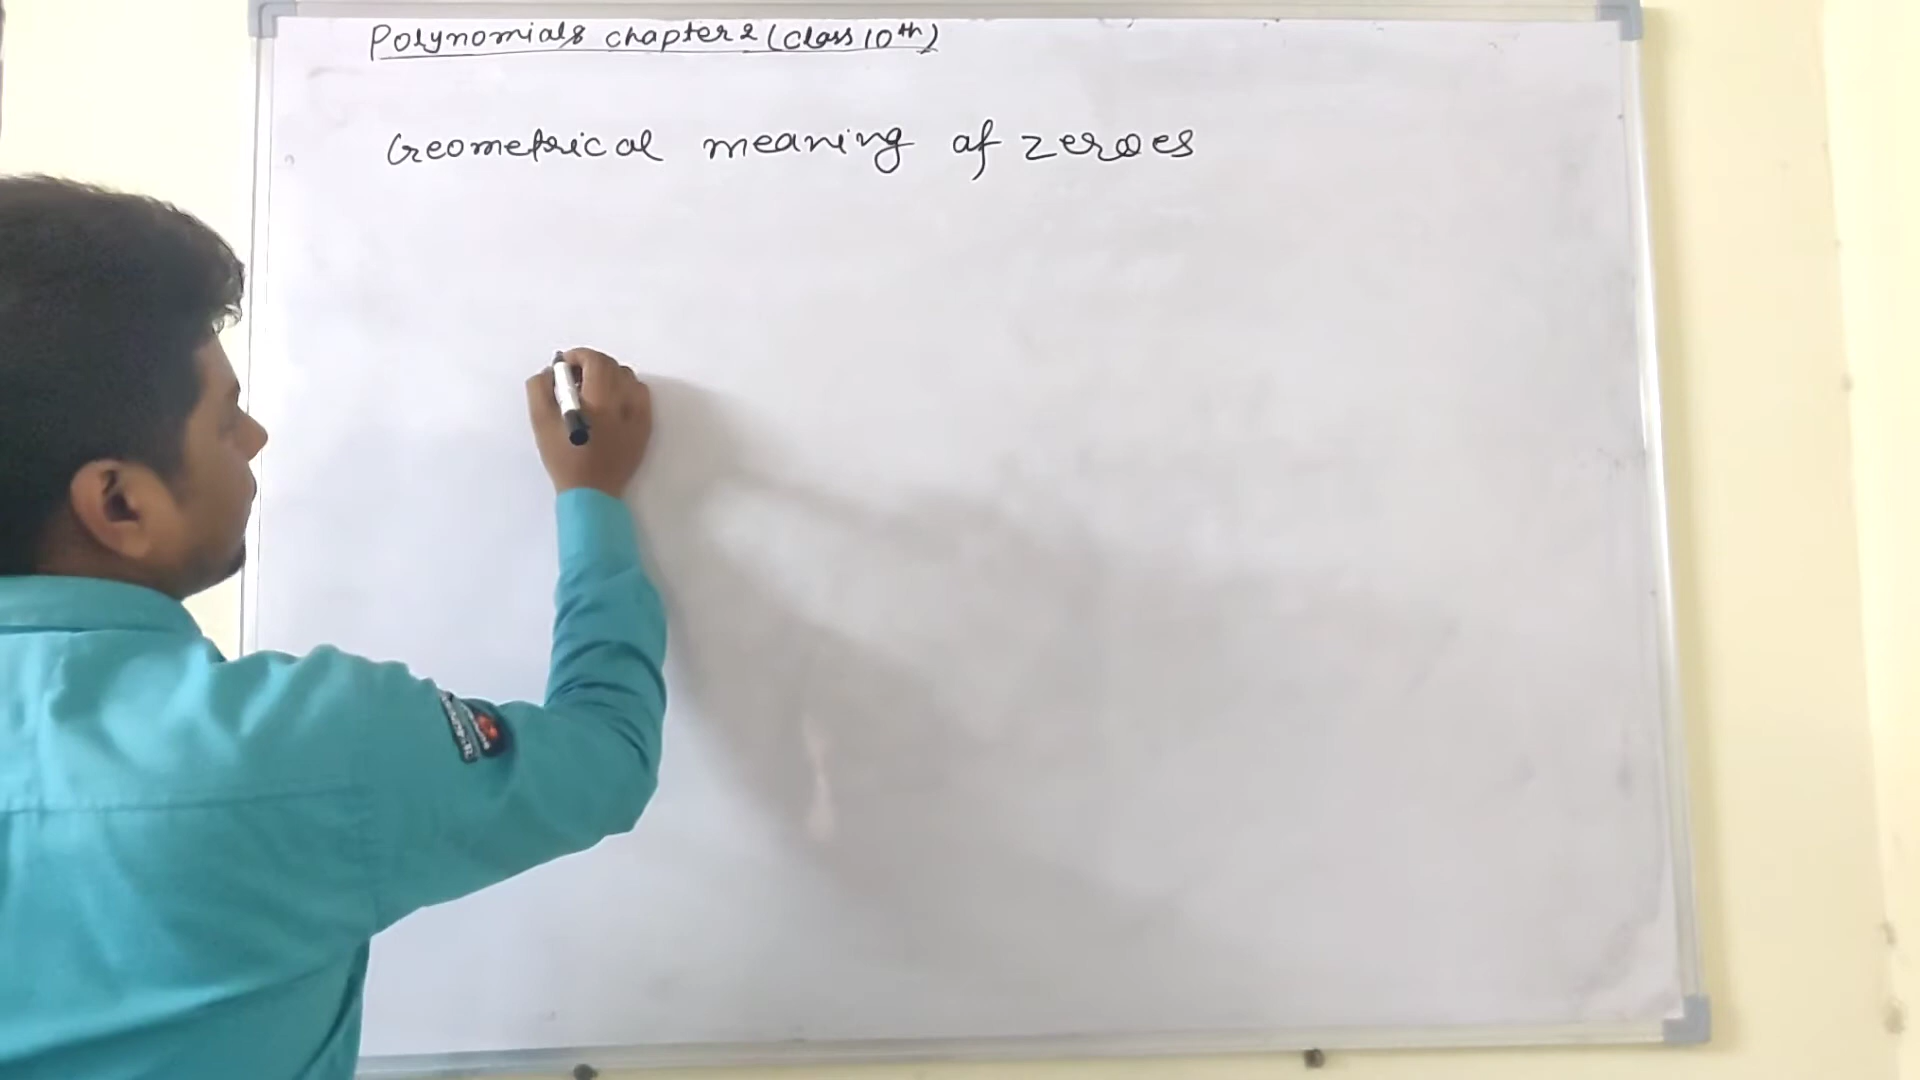 Polynomials chapter 2 (Class 10th)
Geometrical meaning of zeroes